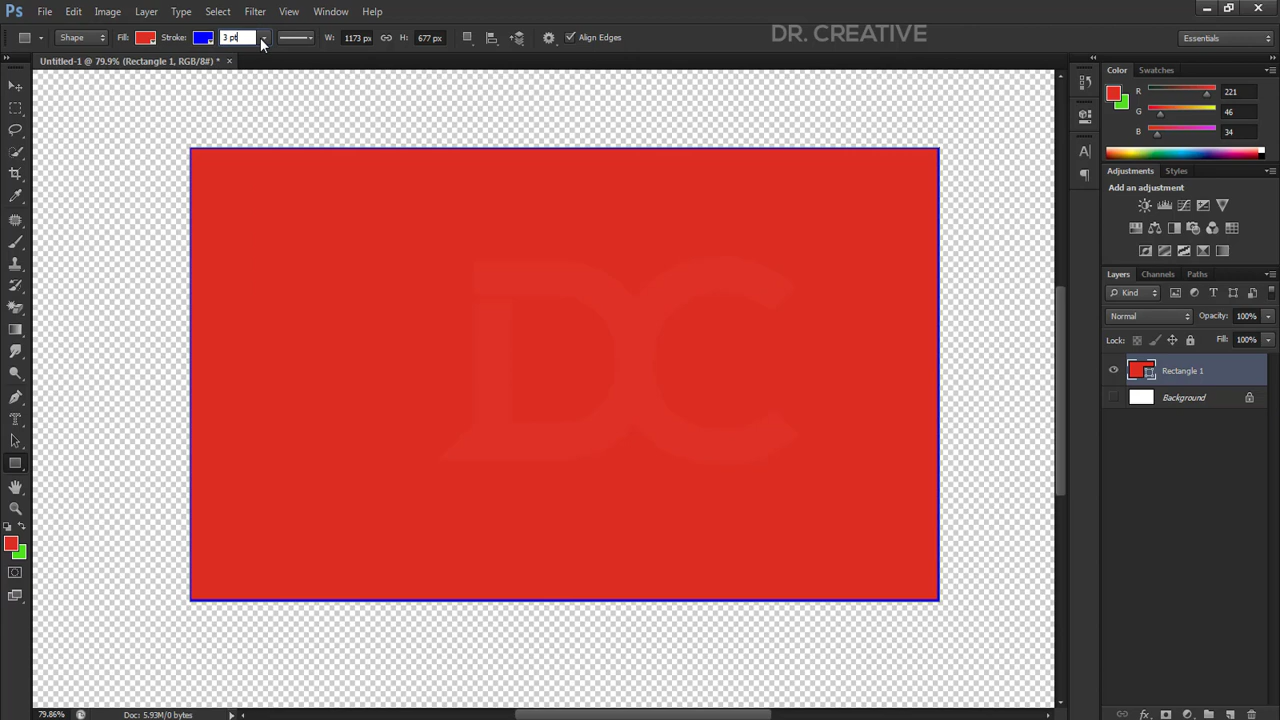 Ps File Edit Image Layer Type Select Filter View Window Help
Shape Fill: Stroke: 3 pt W: 1173 px H: 677 px Align Edges DR. CREATIVE Essentials
Untitled-1 @ 79.9% (Rectangle 1, RGB/8#) * ×
Color Swatches
R 221
G 46
B 34
Adjustments Styles
Add an adjustment
Layers Channels Paths
Kind
Normal Opacity: 100%
Lock: Fill: 100%
Rectangle 1
Background
DC
79.86% Doc: 5.93M/0 bytes